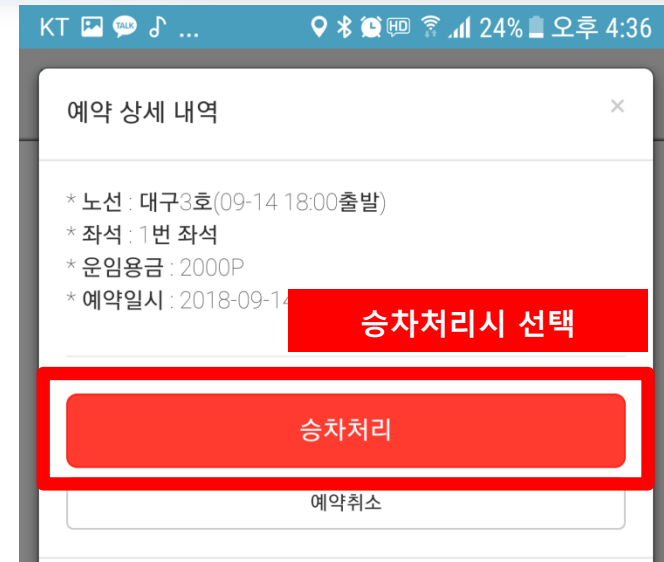 KT TALK ... HD 24% 오후 4:36
예약 상세 내역 ×
* 노선 : 대구3호(09-14 18:00출발)
* 좌석 : 1번 좌석
* 운임용금 : 2000P
* 예약일시 : 2018-09-14
승차처리시 선택
승차처리
예약취소